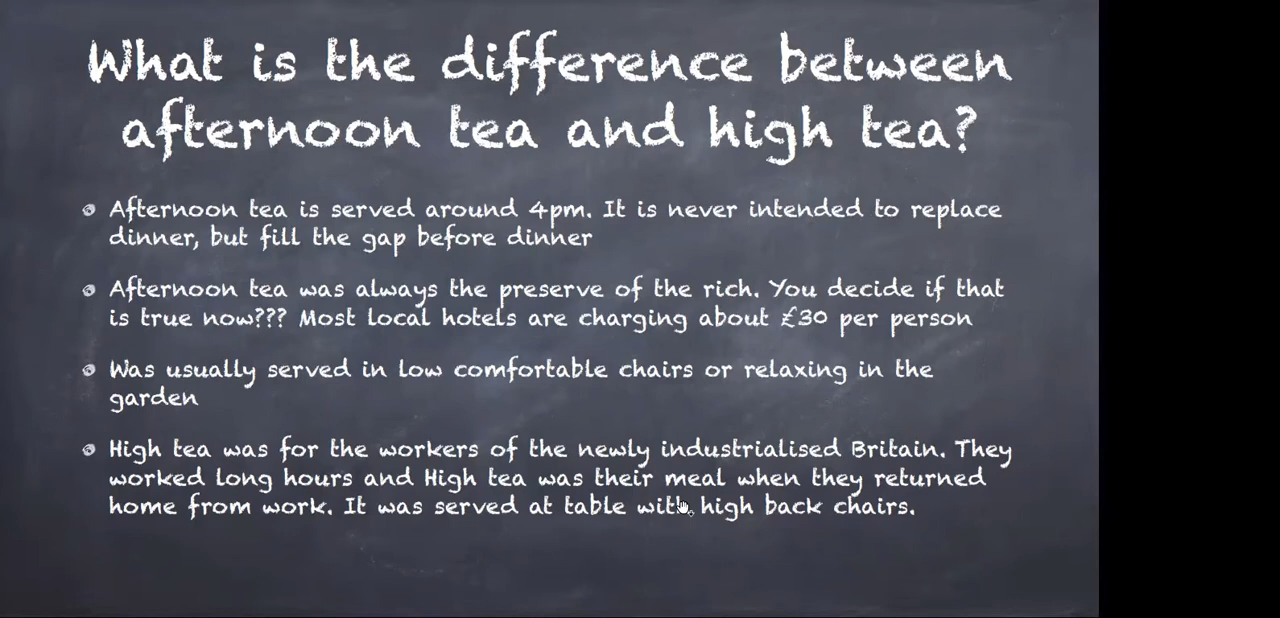 What is the difference between
afternoon tea and high tea?
Afternoon tea is served around 4pm. It is never intended to replace
dinner, but fill the gap before dinner
Afternoon tea was always the preserve of the rich. You decide if that
is true now??? Most local hotels are charging about £30 per person
Was usually served in low comfortable chairs or relaxing in the
garden
High tea was for the workers of the newly industrialised Britain. They
worked long hours and High tea was their meal when they returned
home from work. It was served at table with high back chairs.